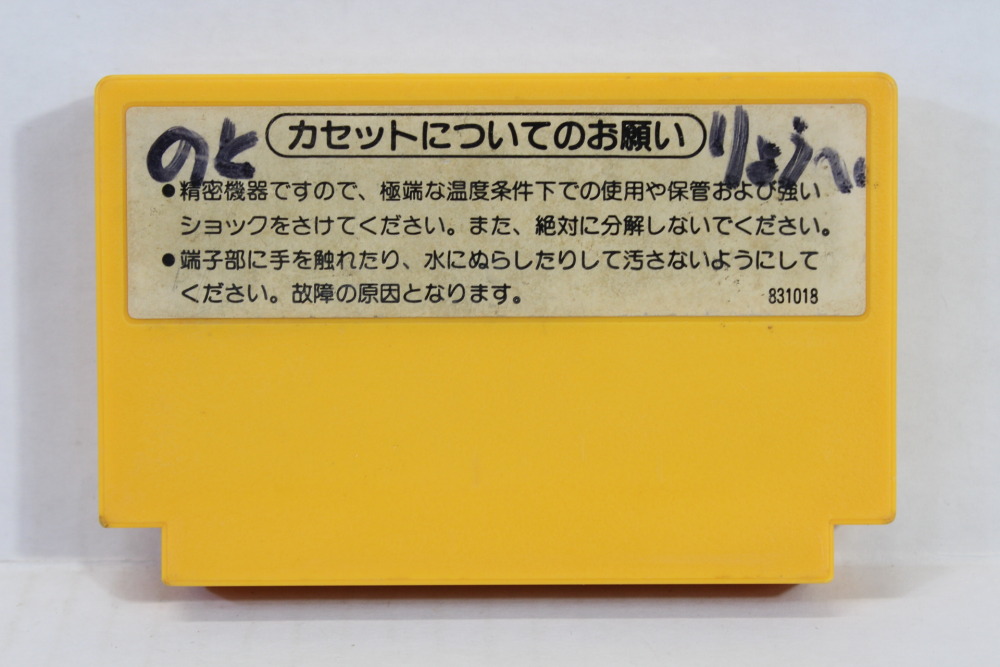 のと カセットについてのお願い りょうへい
●精密機器ですので、極端な温度条件下での使用や保管および強い
ショックをさけてください。また、絶対に分解しないでください。
●端子部に手を触れたり、水にぬらしたりして汚さないようにして
ください。故障の原因となります。 831018